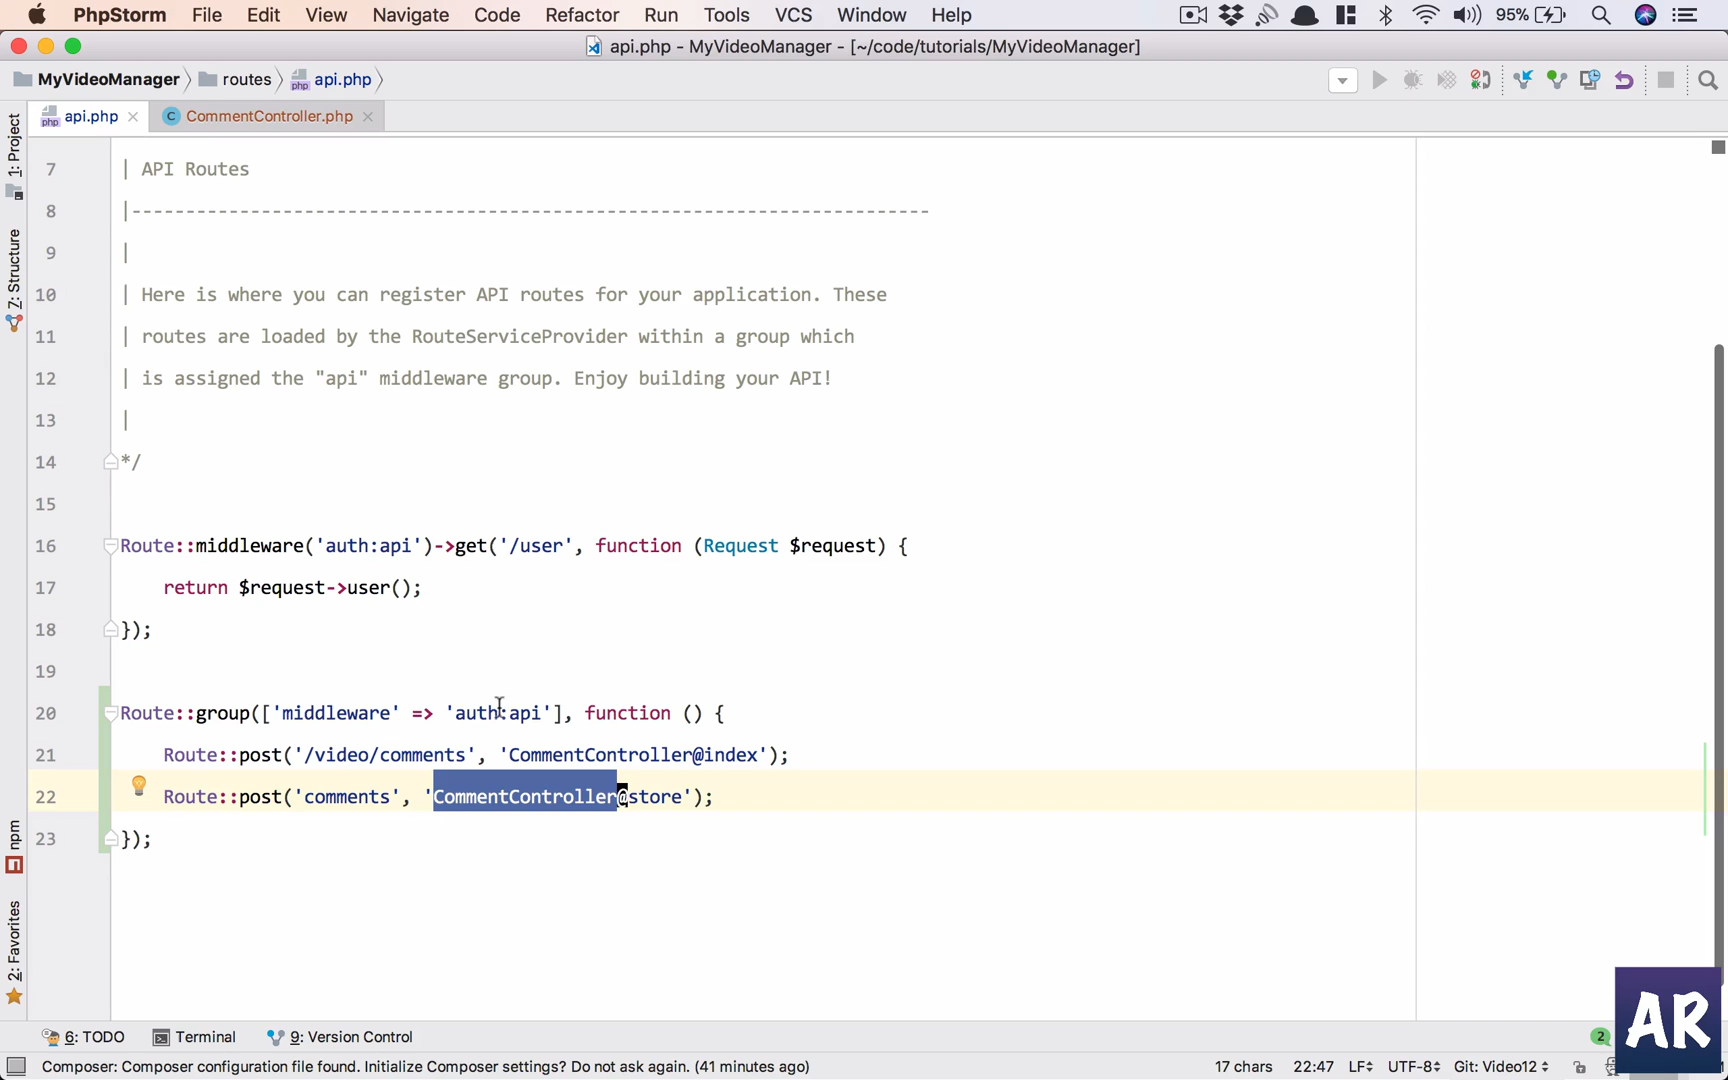 PhpStorm File Edit View Navigate Code Refactor Run Tools VCS Window Help 95%
api.php - MyVideoManager - [~/code/tutorials/MyVideoManager]
MyVideoManager routes php api.php
php api.php C CommentController.php
1: Project
7: Structure
npm
2: Favorites
7 | API Routes
8 |--------------------------------------------------------------------------
9 |
10 | Here is where you can register API routes for your application. These
11 | routes are loaded by the RouteServiceProvider within a group which
12 | is assigned the "api" middleware group. Enjoy building your API!
13 |
14 */
15
16 Route::middleware('auth:api')->get('/user', function (Request $request) {
17 return $request->user();
18 });
19
20 Route::group(['middleware' => 'auth:api'], function () {
21 Route::post('/video/comments', 'CommentController@index');
22 Route::post('comments', 'CommentController@store');
23 });
6: TODO Terminal 9: Version Control 2
Composer: Composer configuration file found. Initialize Composer settings? Do not ask again. (41 minutes ago) 17 chars 22:47 LF UTF-8 Git: Video12
AR